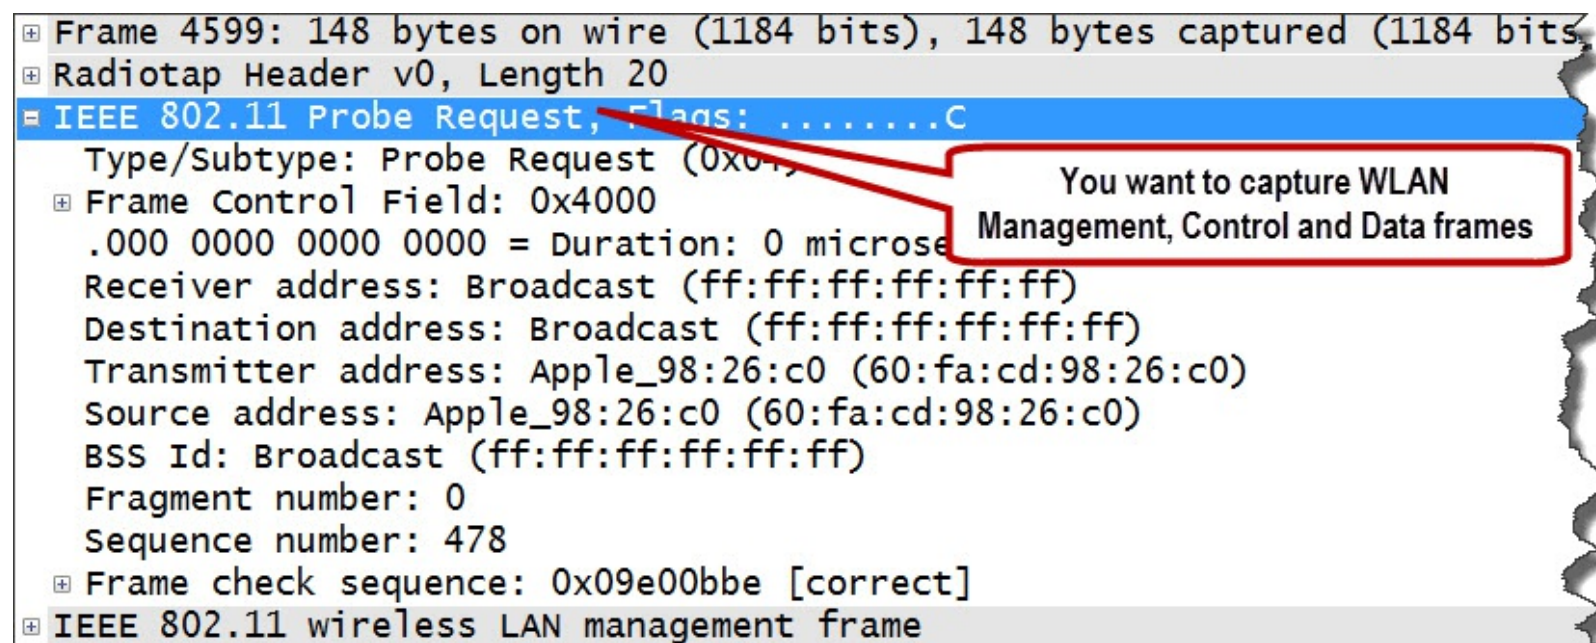 Frame 4599: 148 bytes on wire (1184 bits), 148 bytes captured (1184 bits
Radiotap Header v0, Length 20
IEEE 802.11 Probe Request, Flags: ........C
Type/Subtype: Probe Request (0x04)
Frame Control Field: 0x4000
.000 0000 0000 0000 = Duration: 0 microse
Receiver address: Broadcast (ff:ff:ff:ff:ff:ff)
Destination address: Broadcast (ff:ff:ff:ff:ff:ff)
Transmitter address: Apple_98:26:c0 (60:fa:cd:98:26:c0)
Source address: Apple_98:26:c0 (60:fa:cd:98:26:c0)
BSS Id: Broadcast (ff:ff:ff:ff:ff:ff)
Fragment number: 0
Sequence number: 478
Frame check sequence: 0x09e00bbe [correct]
IEEE 802.11 wireless LAN management frame
You want to capture WLAN
Management, Control and Data frames